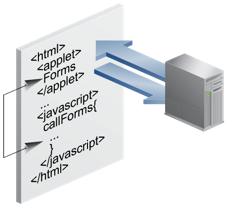 <html>
<applet>
Forms
</applet>
...
<javascript>
callForms{
...
}
</javascript>
</html>